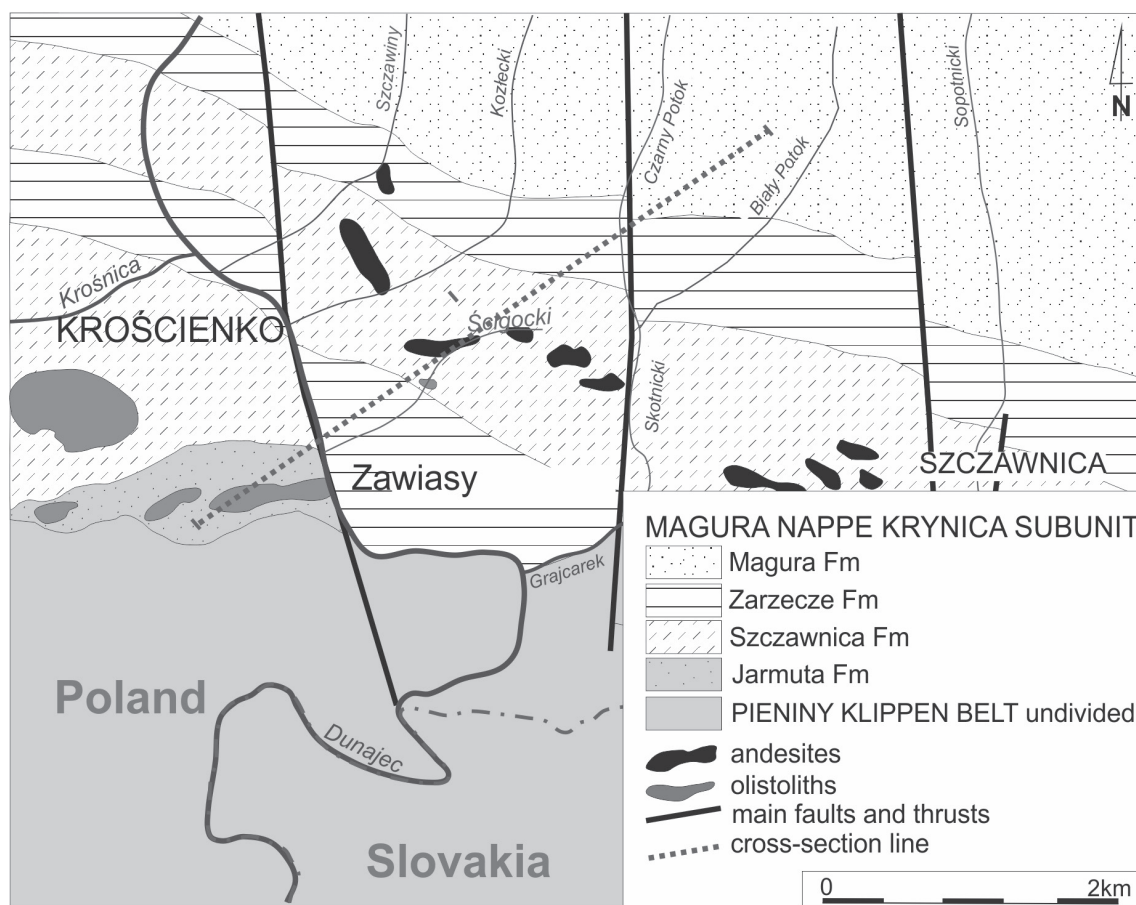 Szczawiny
Kozłecki
Czarny Potok
Biały Potok
Sopotnicki
N
Krośnica
KROŚCIENKO
Ścigocki
Skotnicki
Zawiasy
SZCZAWNICA
Grajcarek
MAGURA NAPPE KRYNICA SUBUNIT
Magura Fm
Zarzecze Fm
Szczawnica Fm
Jarmuta Fm
PIENINY KLIPPEN BELT undivided
Poland
Dunajec
Slovakia
andesites
olistoliths
main faults and thrusts
cross-section line
0 2km